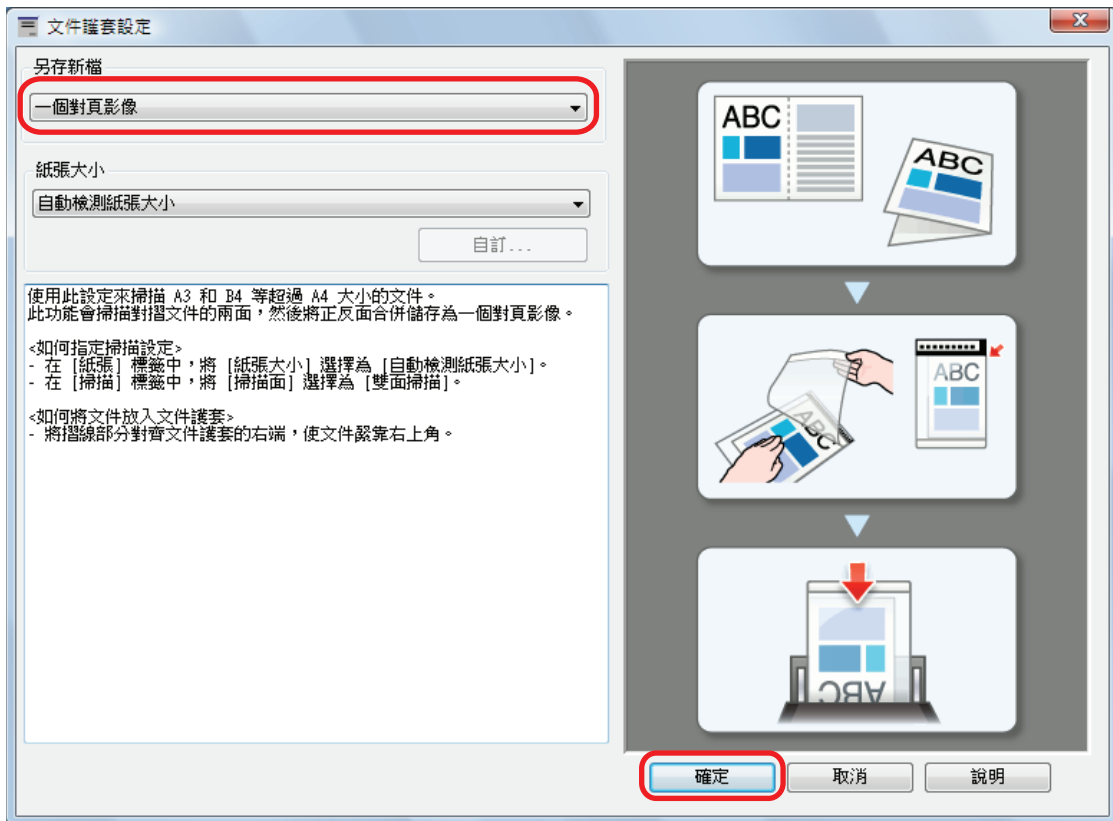 文件護套設定
X
另存新檔
一個對頁影像
紙張大小
自動檢測紙張大小
自訂...
使用此設定來掃描 A3 和 B4 等超過 A4 大小的文件。
此功能會掃描對摺文件的兩面，然後將正反面合併儲存為一個對頁影像。
<如何指定掃描設定>
- 在 [紙張] 標籤中，將 [紙張大小] 選擇為 [自動檢測紙張大小]。
- 在 [掃描] 標籤中，將 [掃描面] 選擇為 [雙面掃描]。
<如何將文件放入文件護套>
- 將摺線部分對齊文件護套的右端，使文件緊靠右上角。
ABC
ABC
ABC
ABC
ABC
確定
取消
說明